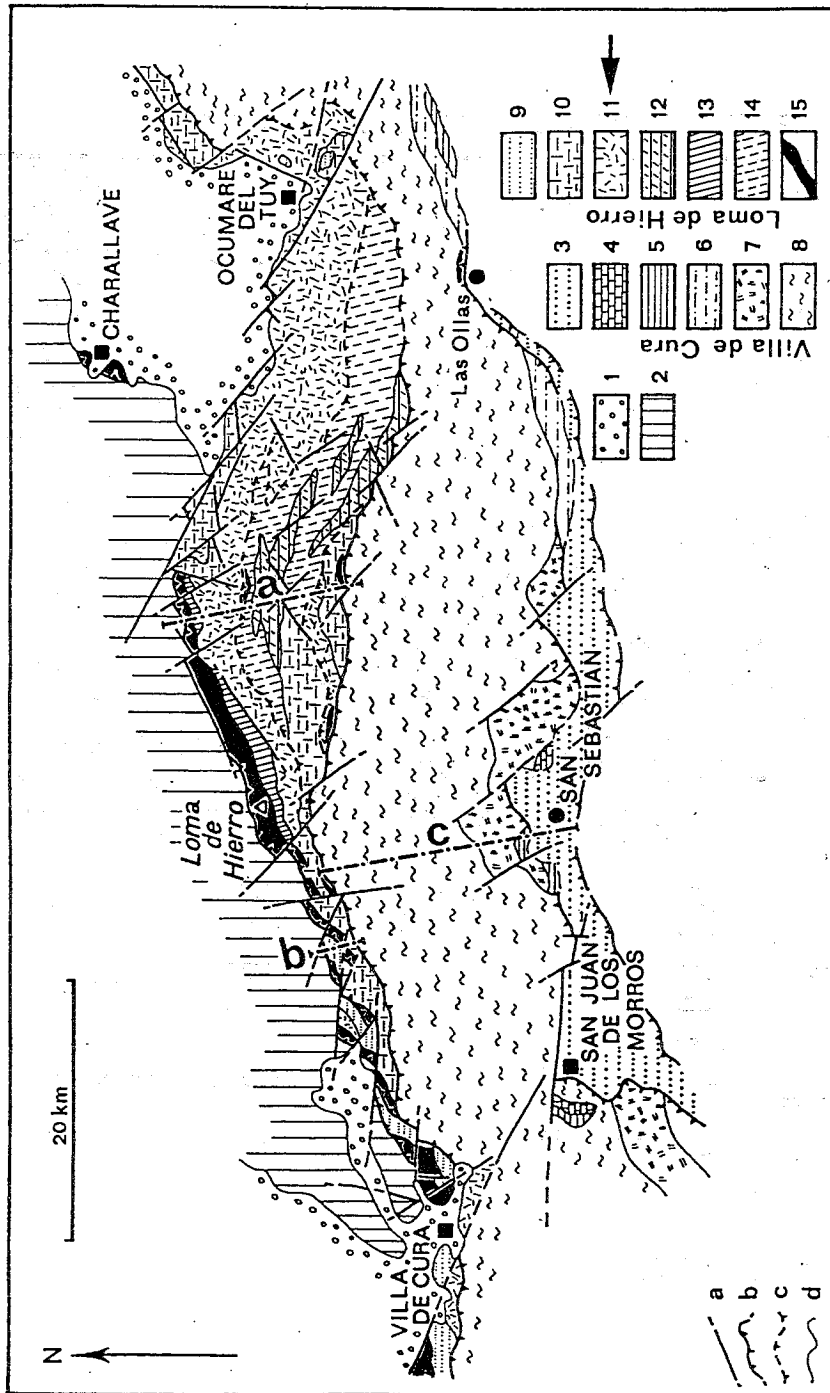 N
20 km
CHARALLAVE
OCUMARE
DEL
TUY
Loma
de
Hierro
a
b
c
VILLA
DE CURA
Las Ollas
SAN
SEBASTIAN
SAN JUAN
DE LOS
MORROS
a
b
c
d
1
2
Villa de Cura
3
4
5
6
7
8
Loma de Hierro
9
10
11
12
13
14
15